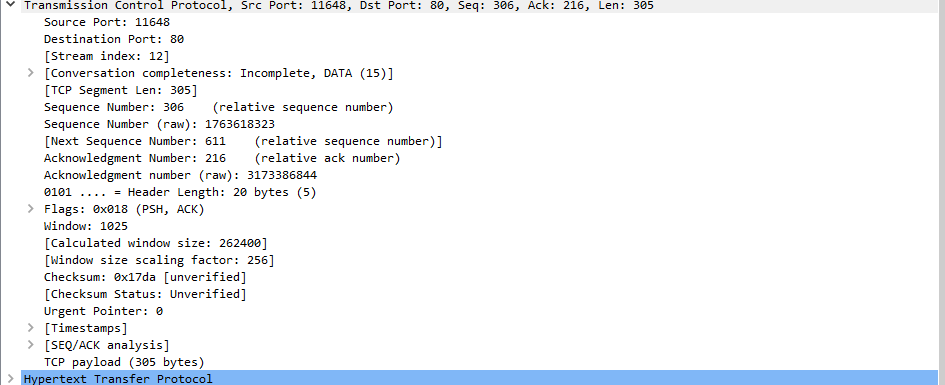 Transmission Control Protocol, Src Port: 11648, Dst Port: 80, Seq: 306, Ack: 216, Len: 305
Source Port: 11648
Destination Port: 80
[Stream index: 12]
[Conversation completeness: Incomplete, DATA (15)]
[TCP Segment Len: 305]
Sequence Number: 306    (relative sequence number)
Sequence Number (raw): 1763618323
[Next Sequence Number: 611    (relative sequence number)]
Acknowledgment Number: 216    (relative ack number)
Acknowledgment number (raw): 3173386844
0101 .... = Header Length: 20 bytes (5)
Flags: 0x018 (PSH, ACK)
Window: 1025
[Calculated window size: 262400]
[Window size scaling factor: 256]
Checksum: 0x17da [unverified]
[Checksum Status: Unverified]
Urgent Pointer: 0
[Timestamps]
[SEQ/ACK analysis]
TCP payload (305 bytes)
Hypertext Transfer Protocol